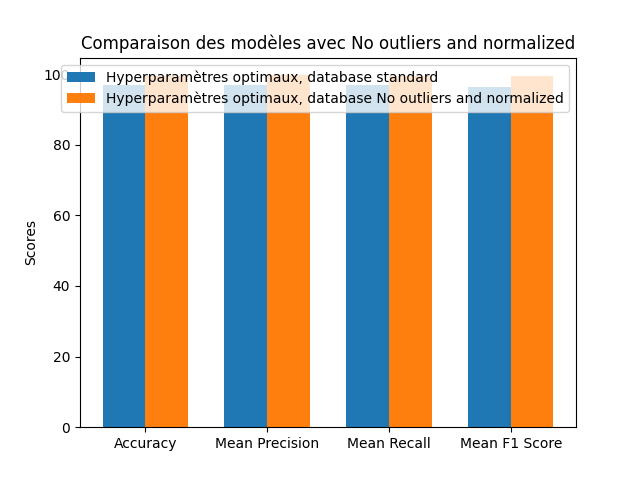 Comparaison des modèles avec No outliers and normalized
Hyperparamètres optimaux, database standard
Hyperparamètres optimaux, database No outliers and normalized
Scores
100
80
60
40
20
0
Accuracy
Mean Precision
Mean Recall
Mean F1 Score